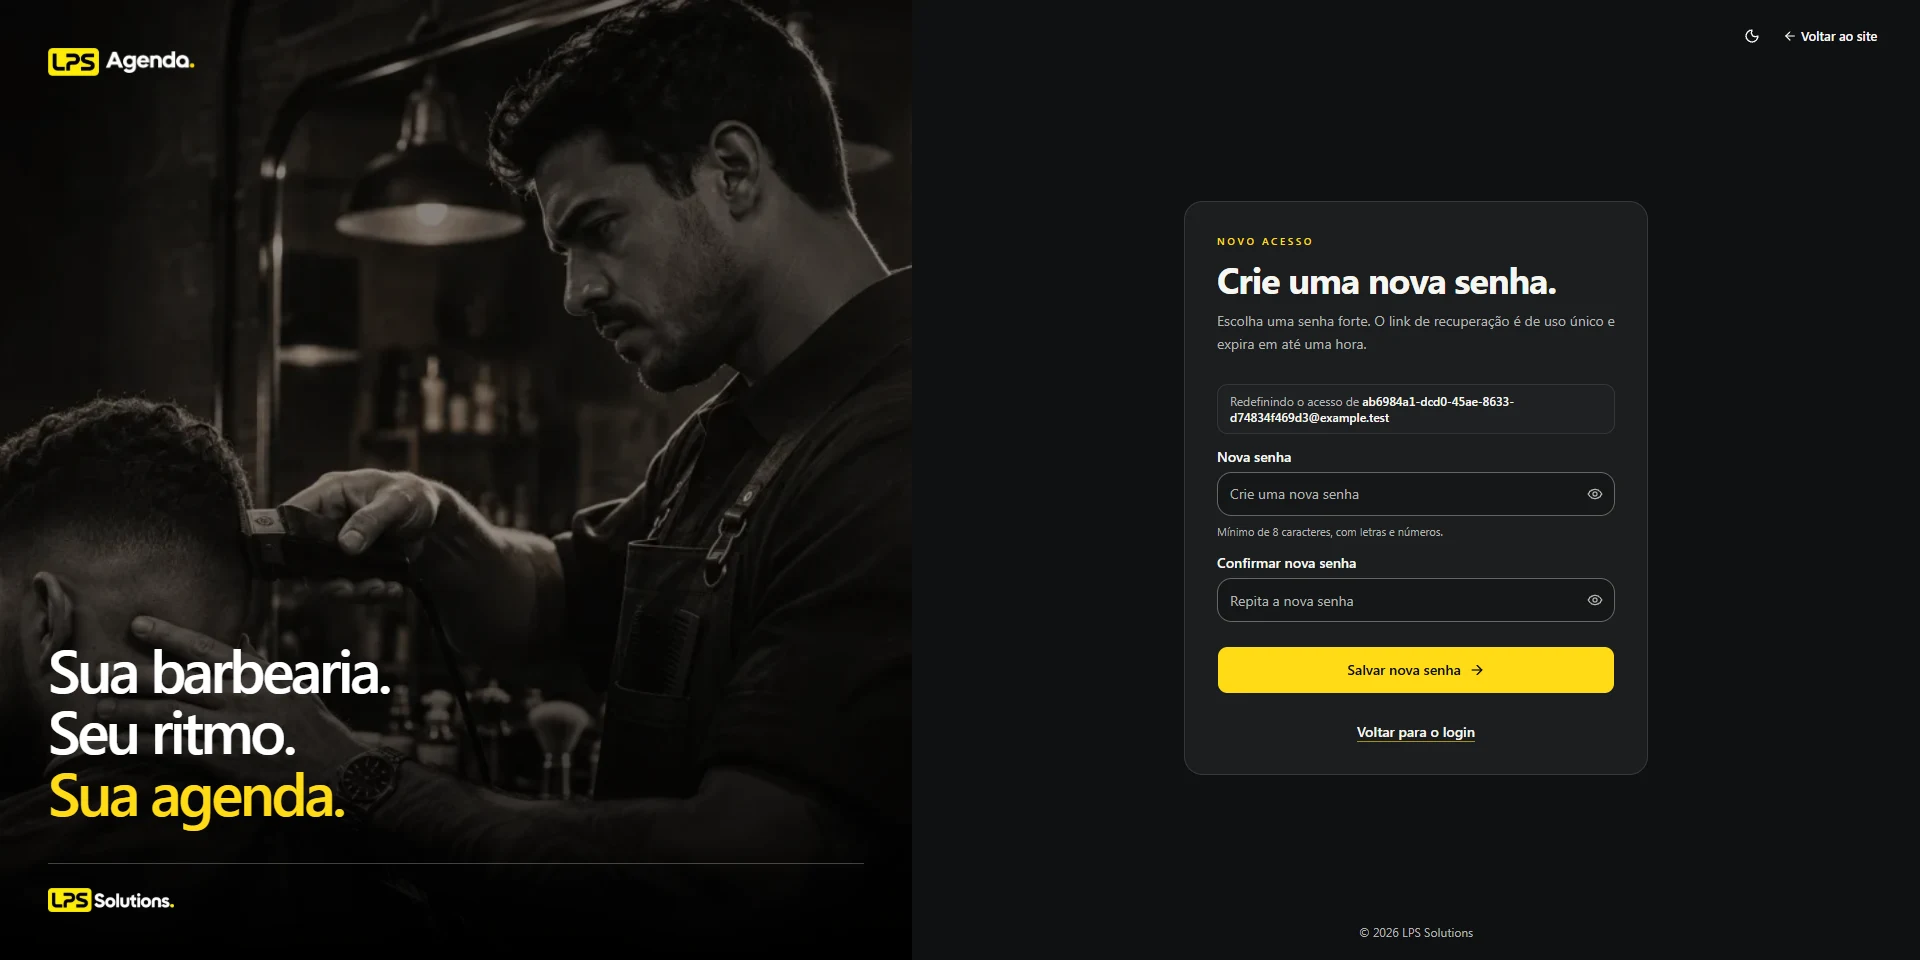 LPS Agenda.
Voltar ao site
NOVO ACESSO
Crie uma nova senha.
Escolha uma senha forte. O link de recuperação é de uso único e
expira em até uma hora.
Redefinindo o acesso de ab6984a1-dcd0-45ae-8633-
d74834f469d3@example.test
Nova senha
Crie uma nova senha
Mínimo de 8 caracteres, com letras e números.
Confirmar nova senha
Repita a nova senha
Salvar nova senha
Voltar para o login
Sua barbearia.
Seu ritmo.
Sua agenda.
LPS Solutions.
© 2026 LPS Solutions